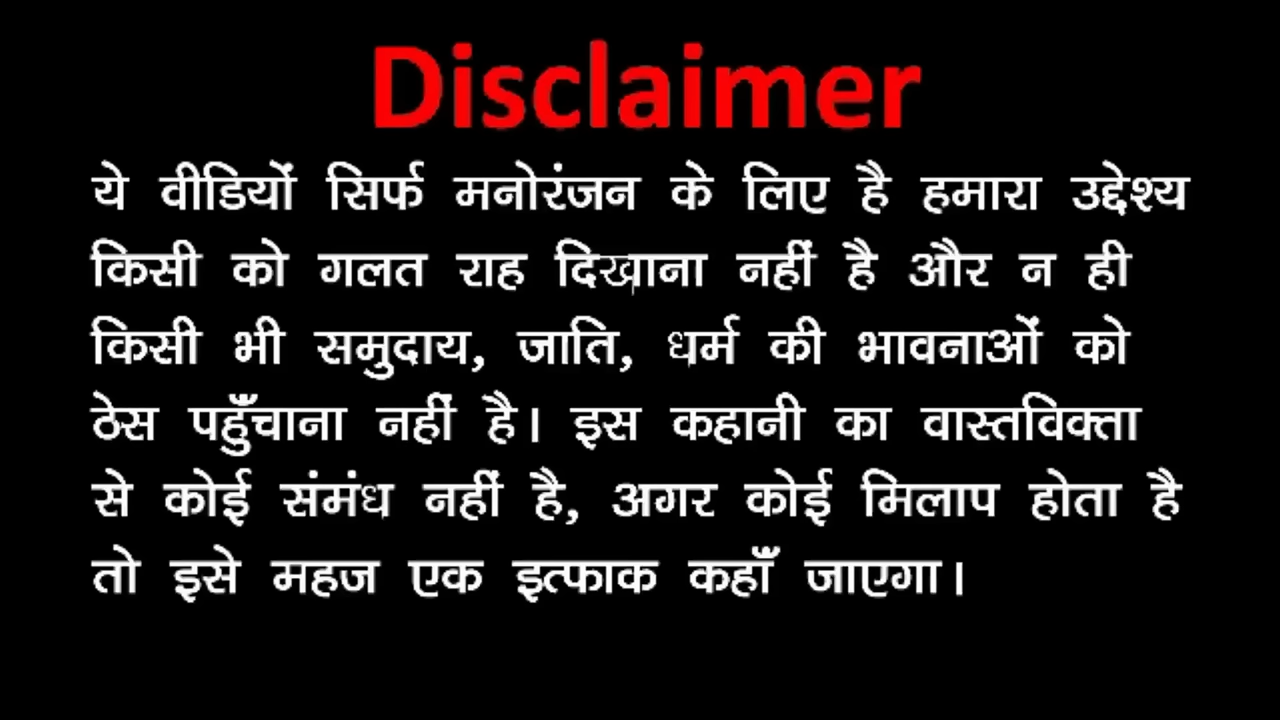 Disclaimer
ये वीडियों सिर्फ मनोरंजन के लिए है हमारा उद्देश्य
किसी को गलत राह दिखाना नहीं है और न ही
किसी भी समुदाय, जाति, धर्म की भावनाओं को
ठेस पहुँचाना नहीं है। इस कहानी का वास्तविक्ता
से कोई संमंध नहीं है, अगर कोई मिलाप होता है
तो इसे महज एक इत्फाक कहाँ जाएगा।